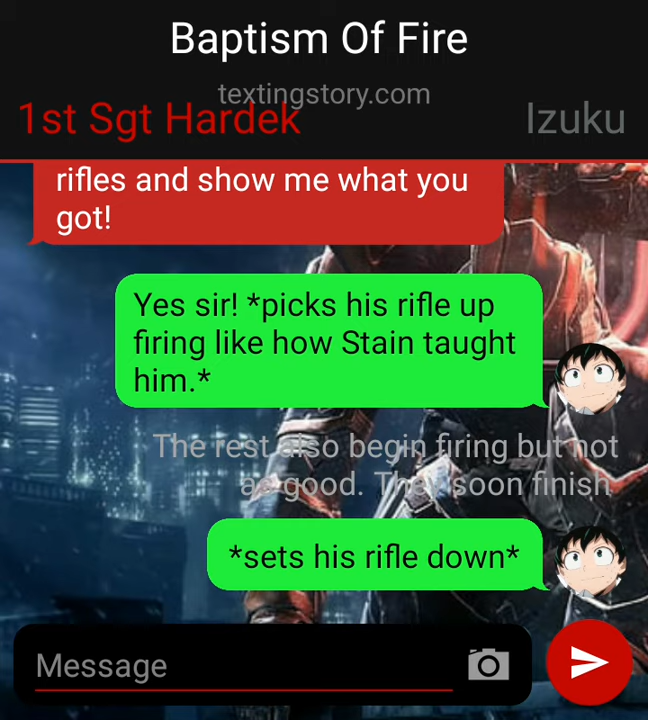 Baptism Of Fire
textingstory.com
1st Sgt Hardek
Izuku
rifles and show me what you
got!
Yes sir! *picks his rifle up
firing like how Stain taught
him.*
The rest also begin firing but not
as good. They soon finish
*sets his rifle down*
Message